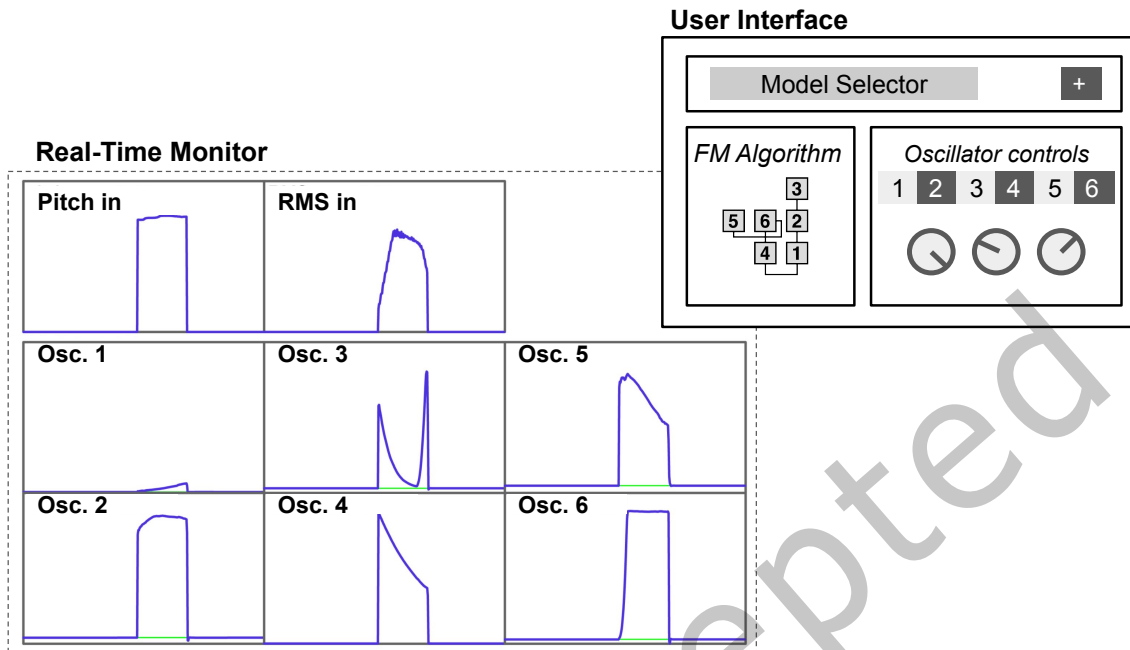 User Interface
Model Selector +
Real-Time Monitor
FM Algorithm
3
5 6 2
4 1
Oscillator controls
1 2 3 4 5 6
Pitch in
RMS in
Osc. 1
Osc. 3
Osc. 5
Osc. 2
Osc. 4
Osc. 6
epted